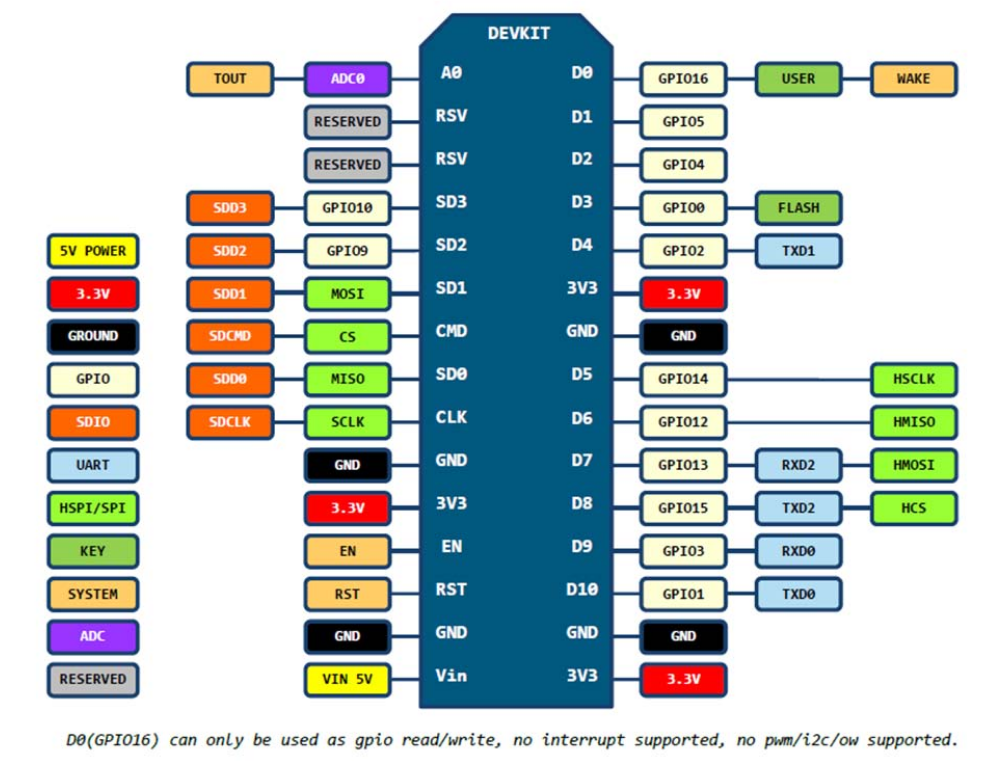 DEVKIT
TOUT ADC0 A0 D0 GPIO16 USER WAKE
RESERVED RSV D1 GPIO5
RESERVED RSV D2 GPIO4
SDD3 GPIO10 SD3 D3 GPIO0 FLASH
5V POWER SDD2 GPIO9 SD2 D4 GPIO2 TXD1
3.3V SDD1 MOSI SD1 3V3 3.3V
GROUND SDCMD CS CMD GND GND
GPIO SDD0 MISO SD0 D5 GPIO14 HSCLK
SDIO SDCLK SCLK CLK D6 GPIO12 HMISO
UART GND GND D7 GPIO13 RXD2 HMOSI
HSPI/SPI 3.3V 3V3 D8 GPIO15 TXD2 HCS
KEY EN EN D9 GPIO3 RXD0
SYSTEM RST RST D10 GPIO1 TXD0
ADC GND GND GND GND
RESERVED VIN 5V Vin 3V3 3.3V
D0(GPIO16) can only be used as gpio read/write, no interrupt supported, no pwm/i2c/ow supported.